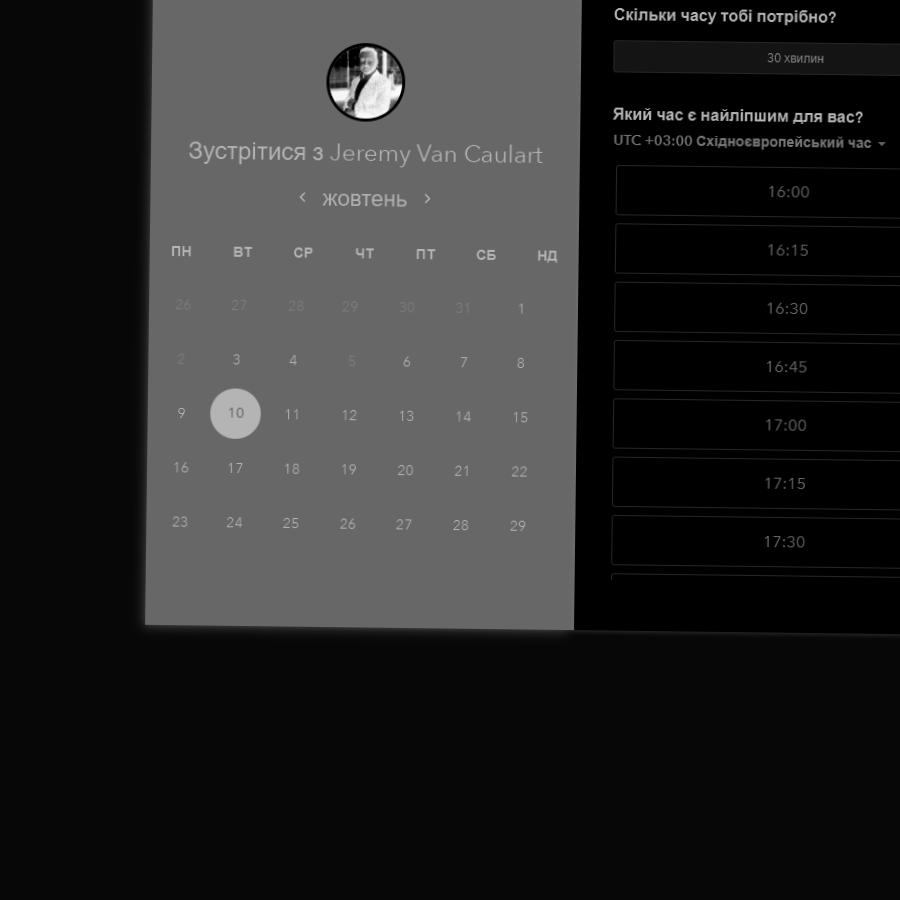 Зустрітися з Jeremy Van Caulart
жовтень
ПН ВТ СР ЧТ ПТ СБ НД
26 27 28 29 30 31 1
2 3 4 5 6 7 8
9 10 11 12 13 14 15
16 17 18 19 20 21 22
23 24 25 26 27 28 29
Скільки часу тобі потрібно?
30 хвилин
Який час є найліпшим для вас?
UTC +03:00 Східноєвропейський час
16:00
16:15
16:30
16:45
17:00
17:15
17:30